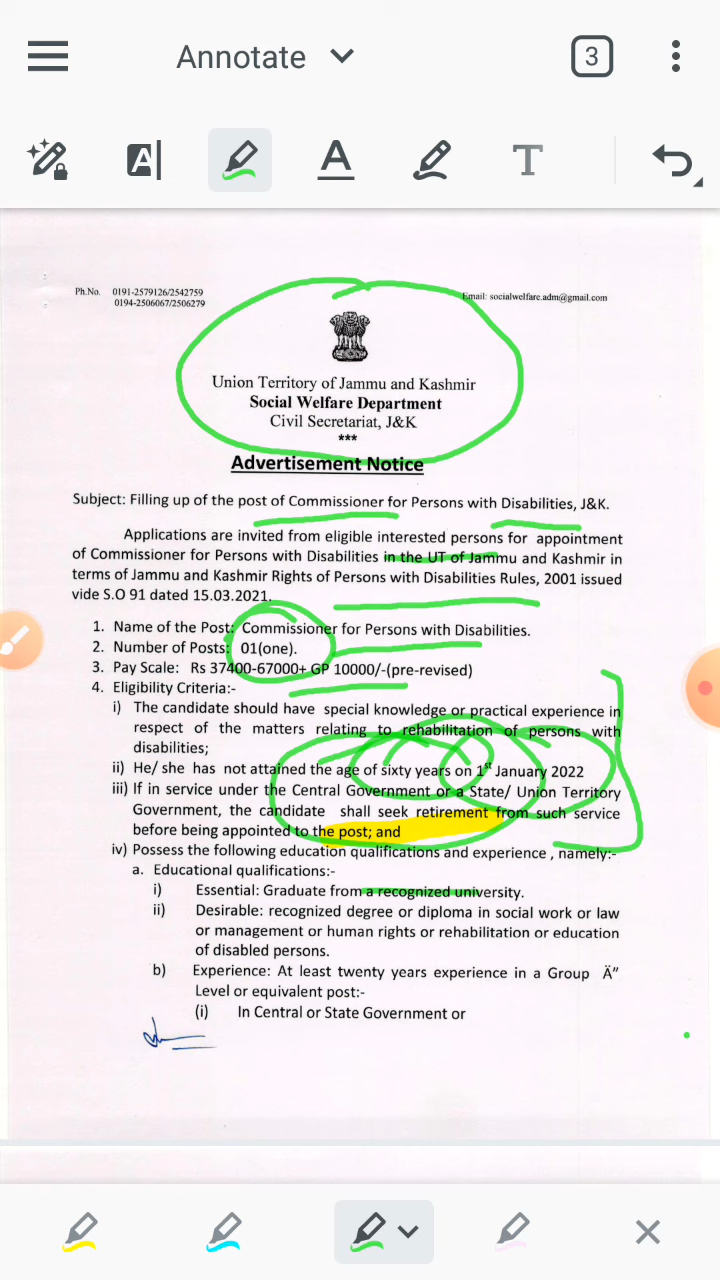 Annotate
3
A
A
T
Ph.No. 0191-2579126/2542759
0194-2506067/2506279
Email: socialwelfare.adm@gmail.com
Union Territory of Jammu and Kashmir
Social Welfare Department
Civil Secretariat, J&K
***
Advertisement Notice
Subject: Filling up of the post of Commissioner for Persons with Disabilities, J&K.
Applications are invited from eligible interested persons for appointment
of Commissioner for Persons with Disabilities in the UT of Jammu and Kashmir in
terms of Jammu and Kashmir Rights of Persons with Disabilities Rules, 2001 issued
vide S.O 91 dated 15.03.2021.
1. Name of the Post: Commissioner for Persons with Disabilities.
2. Number of Posts: 01(one).
3. Pay Scale: Rs 37400-67000+ GP 10000/-(pre-revised)
4. Eligibility Criteria:-
i) The candidate should have special knowledge or practical experience in
respect of the matters relating to rehabilitation of persons with
disabilities;
ii) He/ she has not attained the age of sixty years on 1st January 2022
iii) If in service under the Central Government or a State/ Union Territory
Government, the candidate shall seek retirement from such service
before being appointed to the post; and
iv) Possess the following education qualifications and experience , namely:-
a. Educational qualifications:-
i) Essential: Graduate from a recognized university.
ii) Desirable: recognized degree or diploma in social work or law
or management or human rights or rehabilitation or education
of disabled persons.
b) Experience: At least twenty years experience in a Group Ä”
Level or equivalent post:-
(i) In Central or State Government or